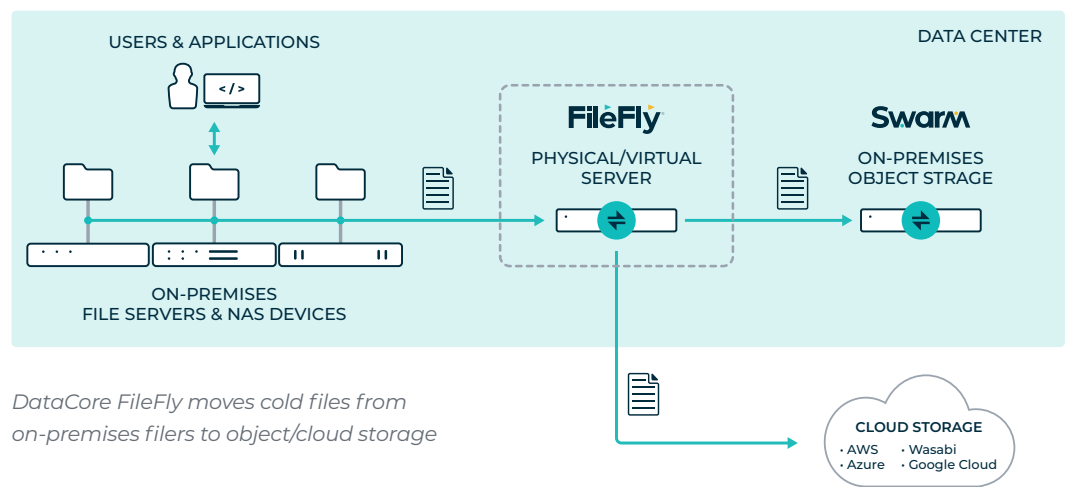 USERS & APPLICATIONS
DATA CENTER
</>
FileFly
PHYSICAL/VIRTUAL
SERVER
Swarm
ON-PREMISES
OBJECT STRAGE
ON-PREMISES
FILE SERVERS & NAS DEVICES
DataCore FileFly moves cold files from
on-premises filers to object/cloud storage
CLOUD STORAGE
• AWS • Wasabi
• Azure • Google Cloud